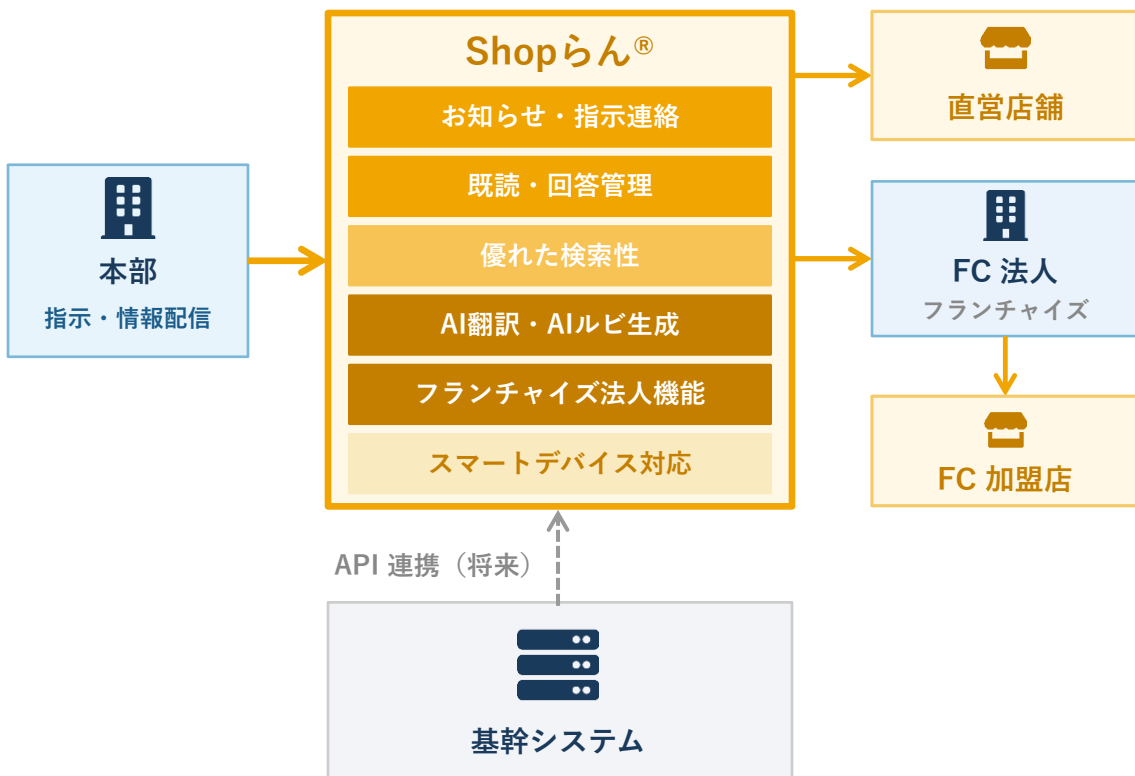 Shopらん®
お知らせ・指示連絡
既読・回答管理
優れた検索性
AI翻訳・AIルビ生成
フランチャイズ法人機能
スマートデバイス対応
本部
指示・情報配信
直営店舗
FC 法人
フランチャイズ
FC 加盟店
API 連携（将来）
基幹システム